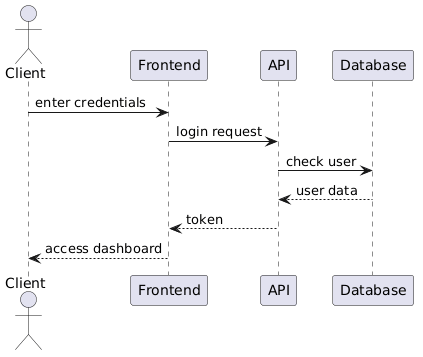 Client
Frontend
API
Database
enter credentials
login request
check user
user data
token
access dashboard
Client
Frontend
API
Database